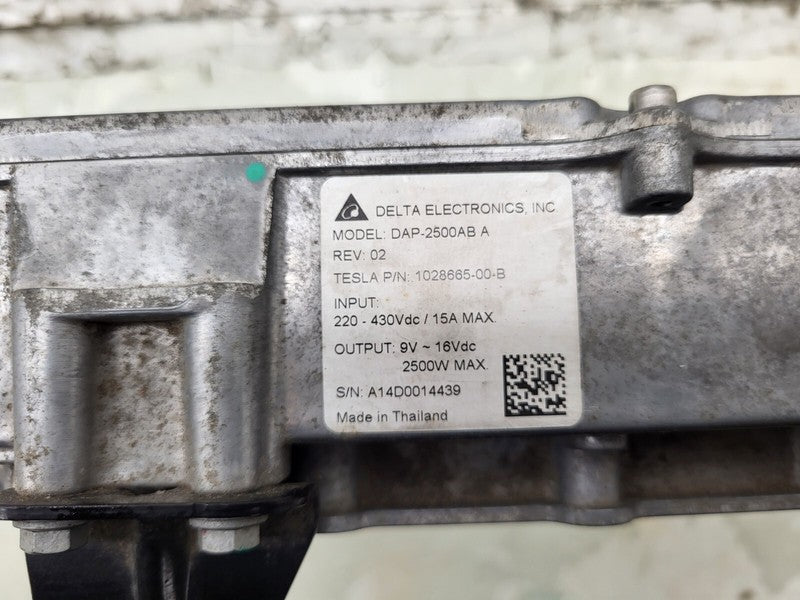 DELTA ELECTRONICS, INC
MODEL: DAP-2500AB A
REV: 02
TESLA P/N: 1028665-00-B
INPUT:
220 - 430Vdc / 15A MAX.
OUTPUT: 9V ~ 16Vdc
2500W MAX.
S/N: A14D0014439
Made in Thailand